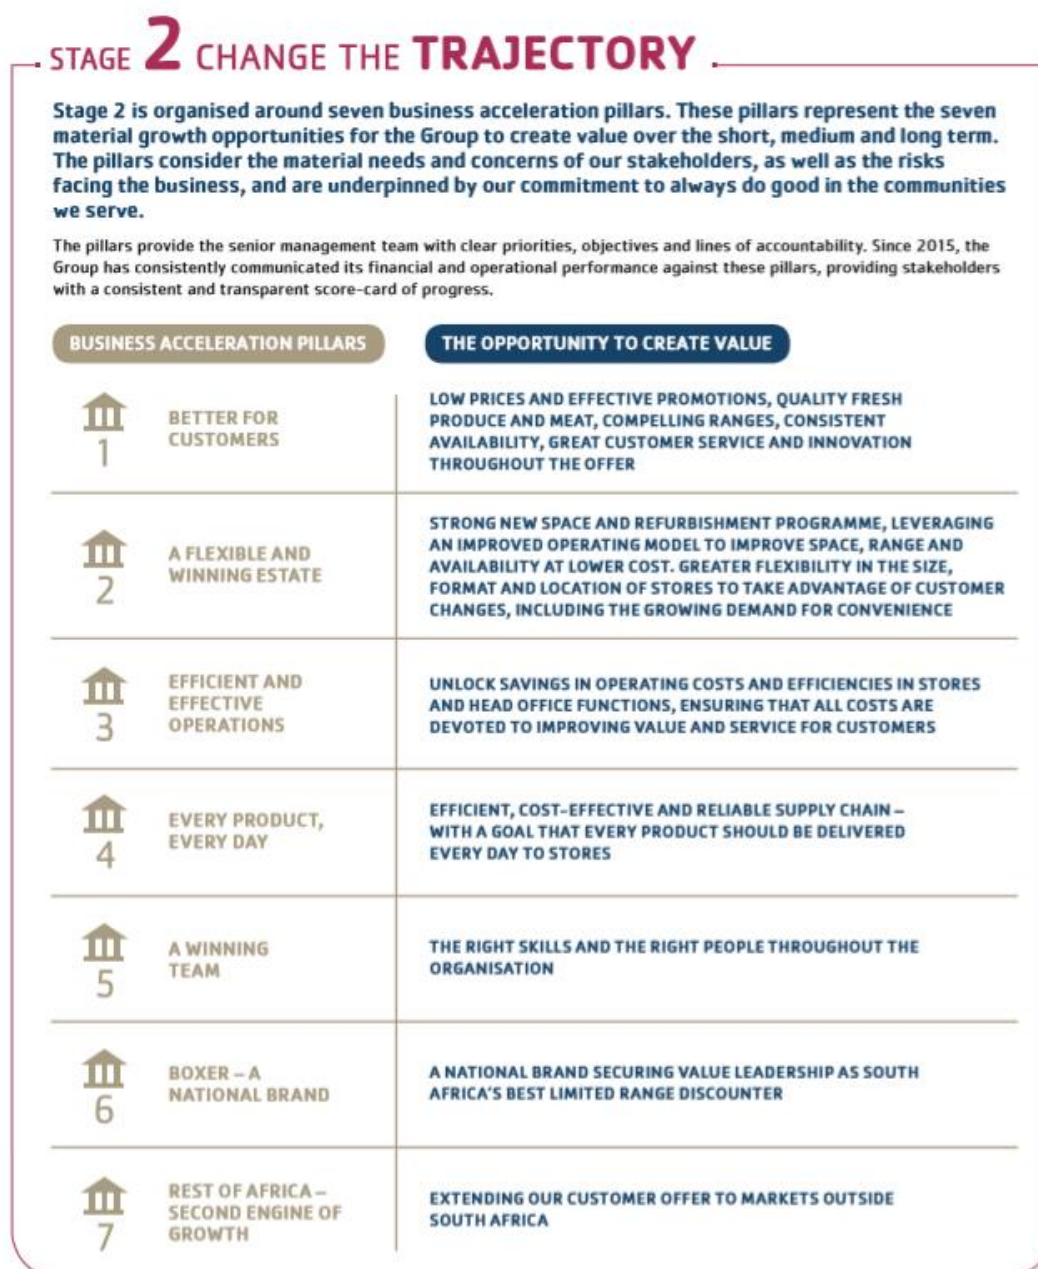 STAGE 2 CHANGE THE TRAJECTORY
Stage 2 is organised around seven business acceleration pillars. These pillars represent the seven
material growth opportunities for the Group to create value over the short, medium and long term.
The pillars consider the material needs and concerns of our stakeholders, as well as the risks
facing the business, and are underpinned by our commitment to always do good in the communities
we serve.
The pillars provide the senior management team with clear priorities, objectives and lines of accountability. Since 2015, the
Group has consistently communicated its financial and operational performance against these pillars, providing stakeholders
with a consistent and transparent score-card of progress.
BUSINESS ACCELERATION PILLARS
THE OPPORTUNITY TO CREATE VALUE
1
BETTER FOR
CUSTOMERS
LOW PRICES AND EFFECTIVE PROMOTIONS, QUALITY FRESH
PRODUCE AND MEAT, COMPELLING RANGES, CONSISTENT
AVAILABILITY, GREAT CUSTOMER SERVICE AND INNOVATION
THROUGHOUT THE OFFER
2
A FLEXIBLE AND
WINNING ESTATE
STRONG NEW SPACE AND REFURBISHMENT PROGRAMME, LEVERAGING
AN IMPROVED OPERATING MODEL TO IMPROVE SPACE, RANGE AND
AVAILABILITY AT LOWER COST. GREATER FLEXIBILITY IN THE SIZE,
FORMAT AND LOCATION OF STORES TO TAKE ADVANTAGE OF CUSTOMER
CHANGES, INCLUDING THE GROWING DEMAND FOR CONVENIENCE
3
EFFICIENT AND
EFFECTIVE
OPERATIONS
UNLOCK SAVINGS IN OPERATING COSTS AND EFFICIENCIES IN STORES
AND HEAD OFFICE FUNCTIONS, ENSURING THAT ALL COSTS ARE
DEVOTED TO IMPROVING VALUE AND SERVICE FOR CUSTOMERS
4
EVERY PRODUCT,
EVERY DAY
EFFICIENT, COST-EFFECTIVE AND RELIABLE SUPPLY CHAIN –
WITH A GOAL THAT EVERY PRODUCT SHOULD BE DELIVERED
EVERY DAY TO STORES
5
A WINNING
TEAM
THE RIGHT SKILLS AND THE RIGHT PEOPLE THROUGHOUT THE
ORGANISATION
6
BOXER – A
NATIONAL BRAND
A NATIONAL BRAND SECURING VALUE LEADERSHIP AS SOUTH
AFRICA'S BEST LIMITED RANGE DISCOUNTER
7
REST OF AFRICA –
SECOND ENGINE OF
GROWTH
EXTENDING OUR CUSTOMER OFFER TO MARKETS OUTSIDE
SOUTH AFRICA